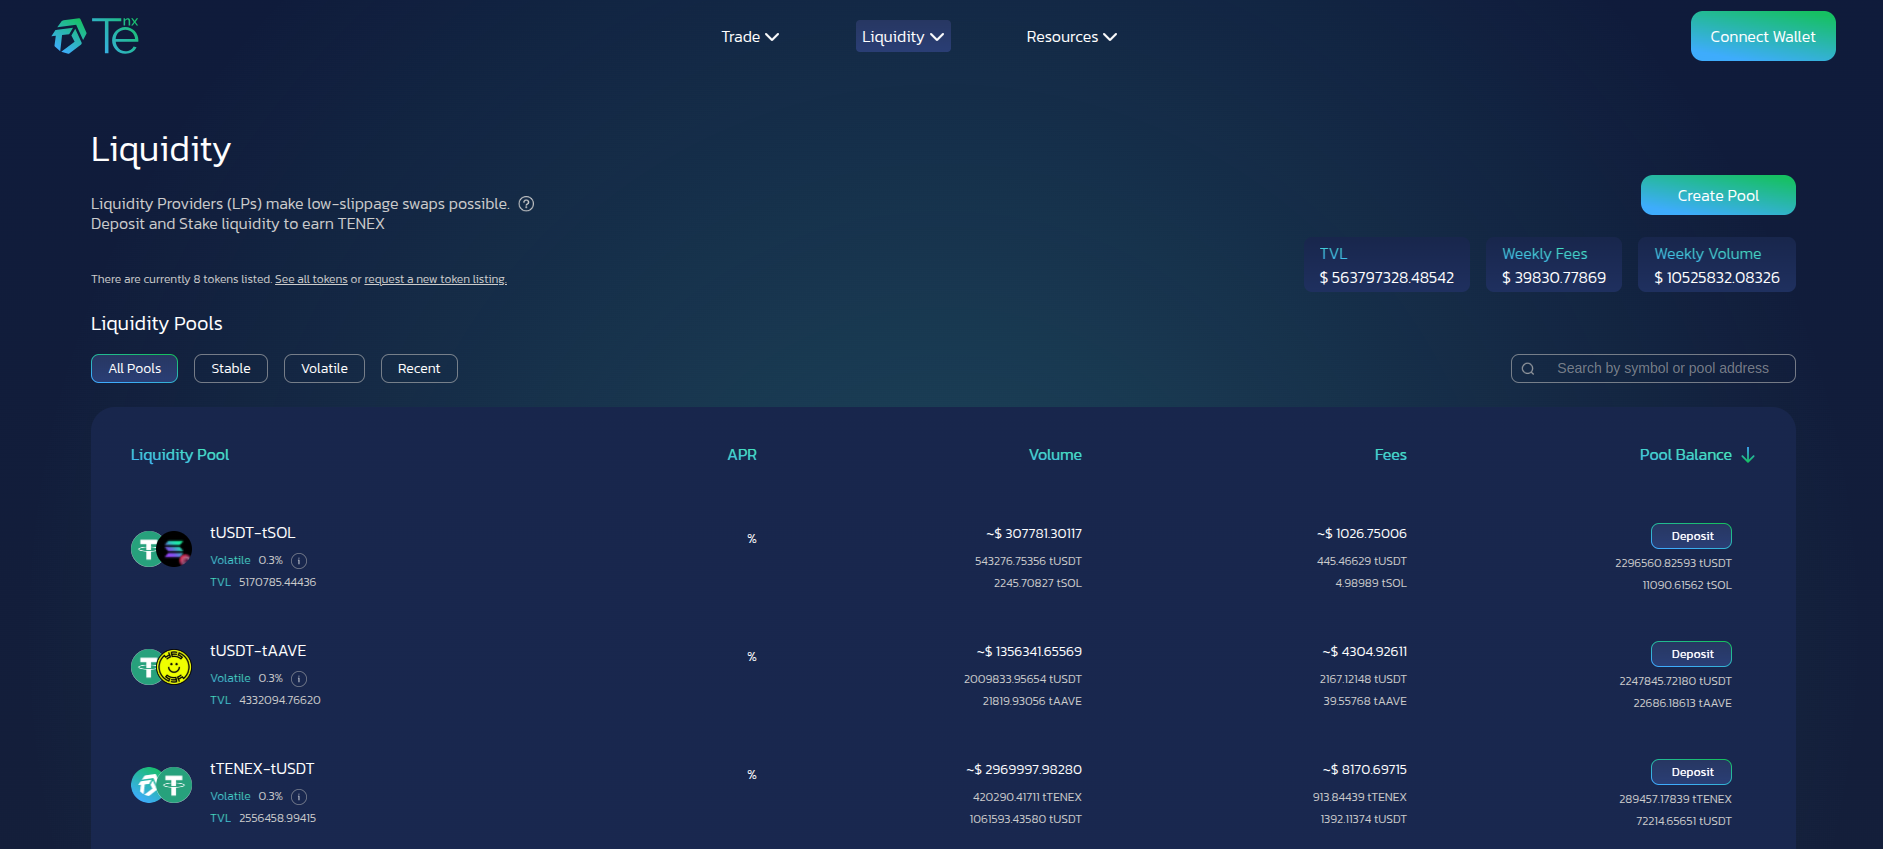 Tenx
Trade
Liquidity
Resources
Connect Wallet
Liquidity
Liquidity Providers (LPs) make low-slippage swaps possible.
Deposit and Stake liquidity to earn TENEX
Create Pool
TVL
$ 563797328.48542
Weekly Fees
$ 39830.77869
Weekly Volume
$ 10525832.08326
There are currently 8 tokens listed. See all tokens or request a new token listing.
Liquidity Pools
All Pools
Stable
Volatile
Recent
Search by symbol or pool address
Liquidity Pool APR Volume Fees Pool Balance
tUSDT-tSOL
Volatile 0.3%
TVL 5170785.44436
%
~$ 307781.30117
543276.75356 tUSDT
2245.70827 tSOL
~$ 1026.75006
445.46629 tUSDT
4.98989 tSOL
Deposit
2296560.82593 tUSDT
11090.61562 tSOL
tUSDT-tAAVE
Volatile 0.3%
TVL 4332094.76620
%
~$ 1356341.65569
2009833.95654 tUSDT
21819.93056 tAAVE
~$ 4304.92611
2167.12148 tUSDT
39.55768 tAAVE
Deposit
2247845.72180 tUSDT
22686.18613 tAAVE
tTENEX-tUSDT
Volatile 0.3%
TVL 2556458.99415
%
~$ 2969997.98280
420290.41711 tTENEX
1061593.43580 tUSDT
~$ 8170.69715
913.84439 tTENEX
1392.11374 tUSDT
Deposit
289457.17839 tTENEX
72214.65651 tUSDT